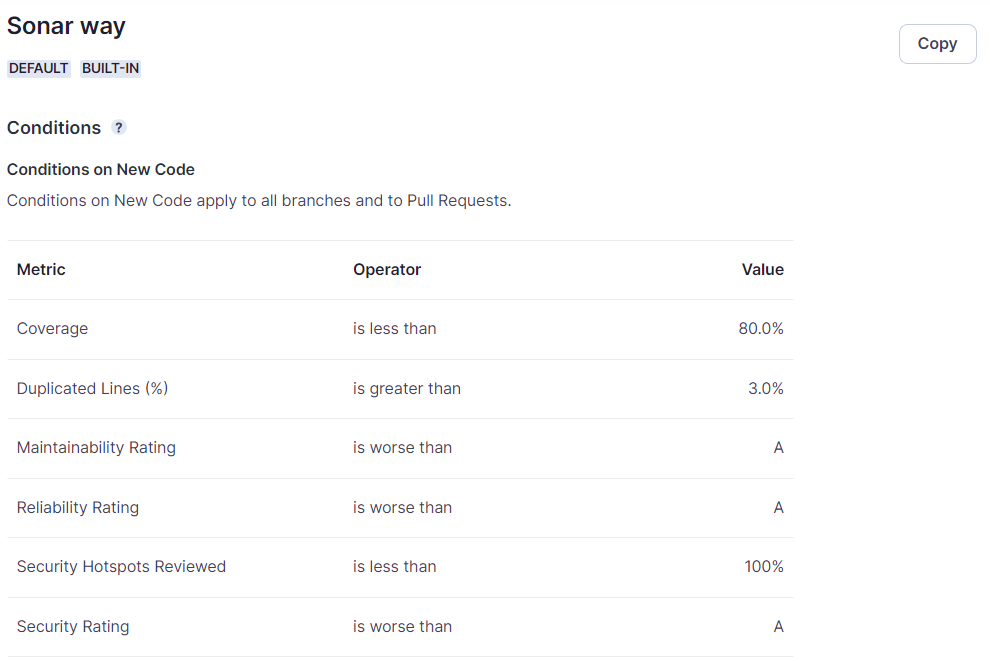 Sonar way
Copy
DEFAULT BUILT-IN
Conditions ?
Conditions on New Code
Conditions on New Code apply to all branches and to Pull Requests.
Metric Operator Value
Coverage is less than 80.0%
Duplicated Lines (%) is greater than 3.0%
Maintainability Rating is worse than A
Reliability Rating is worse than A
Security Hotspots Reviewed is less than 100%
Security Rating is worse than A